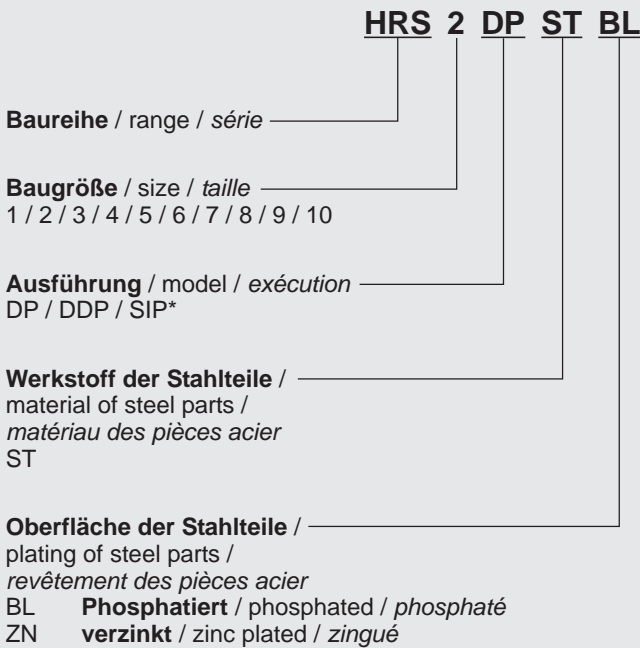 HRS 2 DP ST BL
Baureihe / range / série
Baugröße / size / taille
1 / 2 / 3 / 4 / 5 / 6 / 7 / 8 / 9 / 10
Ausführung / model / exécution
DP / DDP / SIP*
Werkstoff der Stahlteile /
material of steel parts /
matériau des pièces acier
ST
Oberfläche der Stahlteile /
plating of steel parts /
revêtement des pièces acier
BL Phosphatiert / phosphated / phosphaté
ZN verzinkt / zinc plated / zingué